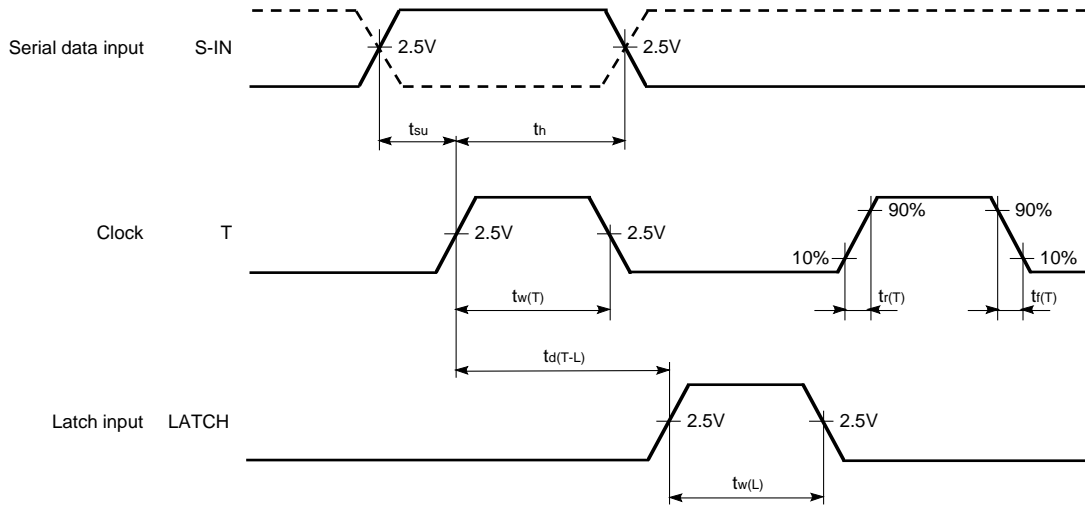 Serial data input S-IN 2.5V 2.5V
tsu th
Clock T 2.5V 2.5V 90% 90%
10% 10%
tw(T) tr(T) tf(T)
td(T-L)
Latch input LATCH 2.5V 2.5V
tw(L)